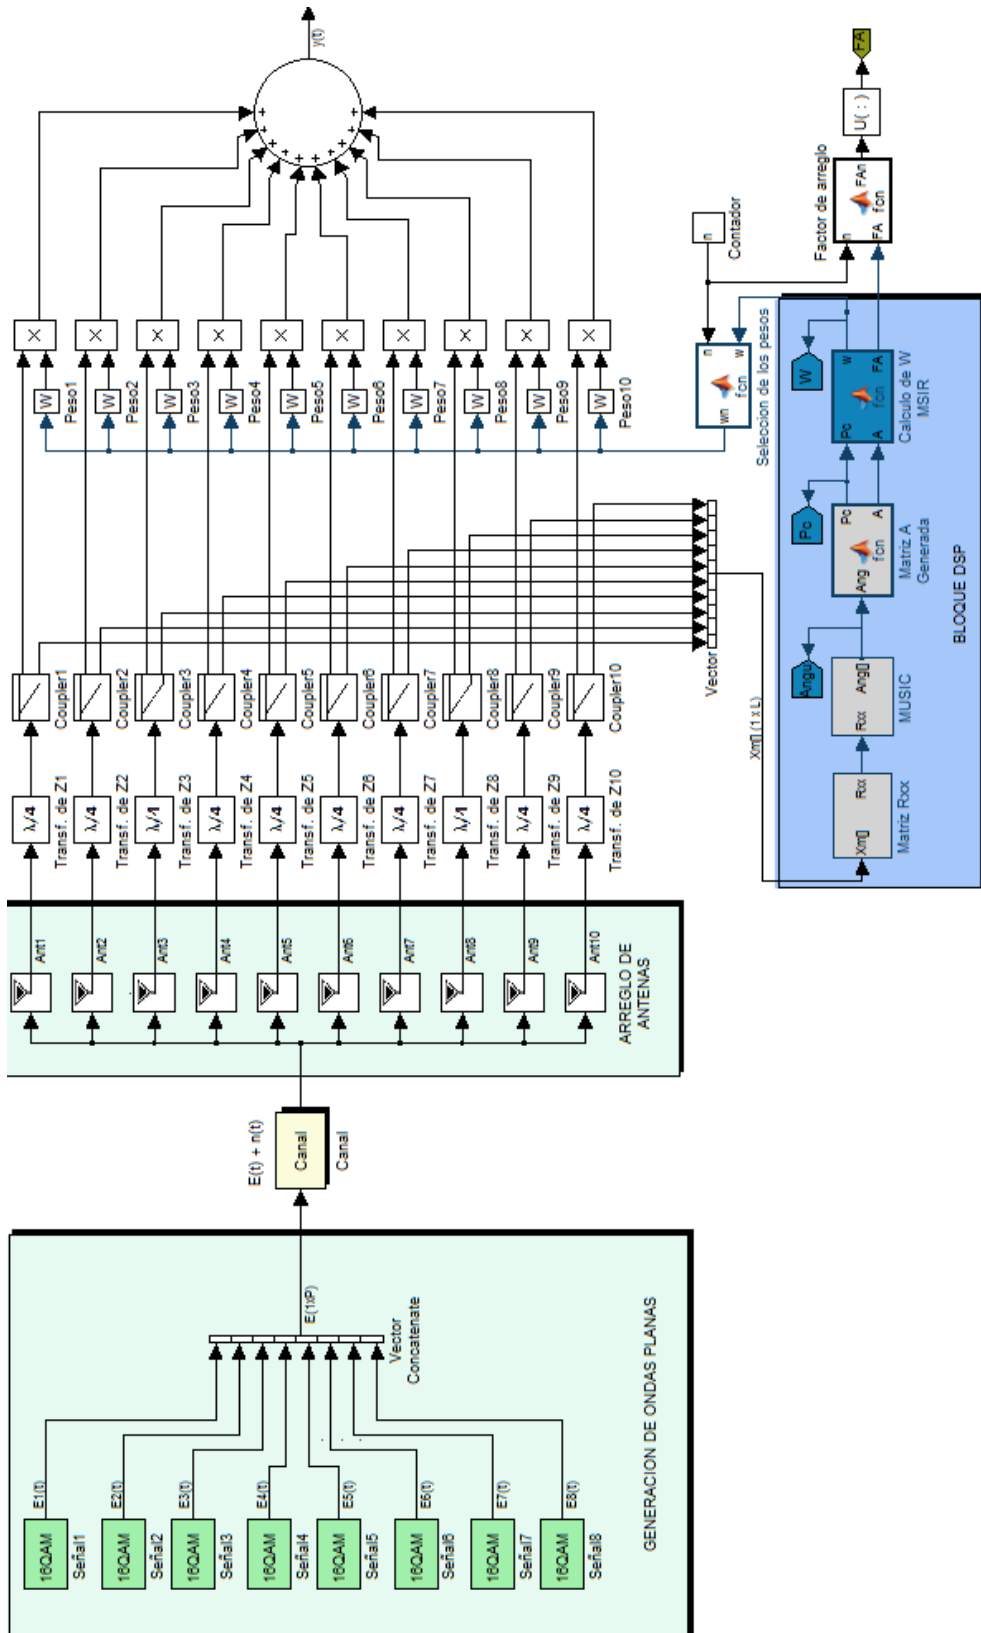 16QAM
Señal1
E1(t)
16QAM
Señal2
E2(t)
16QAM
Señal3
E3(t)
16QAM
Señal4
E4(t)
16QAM
Señal5
E5(t)
16QAM
Señal6
E6(t)
16QAM
Señal7
E7(t)
16QAM
Señal8
E8(t)
Vector
Concatenate
E(1xP)
GENERACION DE ONDAS PLANAS
E(t) + n(t)
Canal
Canal
Ant1
Ant2
Ant3
Ant4
Ant5
Ant6
Ant7
Ant8
Ant9
Ant10
ARREGLO DE
ANTENAS
λ/4
Transf. de Z1
λ/4
Transf. de Z2
λ/4
Transf. de Z3
λ/4
Transf. de Z4
λ/4
Transf. de Z5
λ/4
Transf. de Z6
λ/4
Transf. de Z7
λ/4
Transf. de Z8
λ/4
Transf. de Z9
λ/4
Transf. de Z10
Coupler1
Coupler2
Coupler3
Coupler4
Coupler5
Coupler6
Coupler7
Coupler8
Coupler9
Coupler10
Vector
Xm[] (1 x L)
W
Peso1
W
Peso2
W
Peso3
W
Peso4
W
Peso5
W
Peso6
W
Peso7
W
Peso8
W
Peso9
W
Peso10
×
×
×
×
×
×
×
×
×
×
+
+
+
+
+
+
+
+
+
+
y(t)
n
Contador
n
w
fcn
wn
Seleccion de los pesos
Xm[]
Rxx
Matriz Rxx
Rxx
Ang[]
MUSIC
Angu
Ang
fcn
Pc
A
Matriz A
Generada
Pc
Pc
A
fcn
w
FA
Calculo de W
MSIR
W
BLOQUE DSP
n
FA
fcn
FAn
Factor de arreglo
U( : )
FA